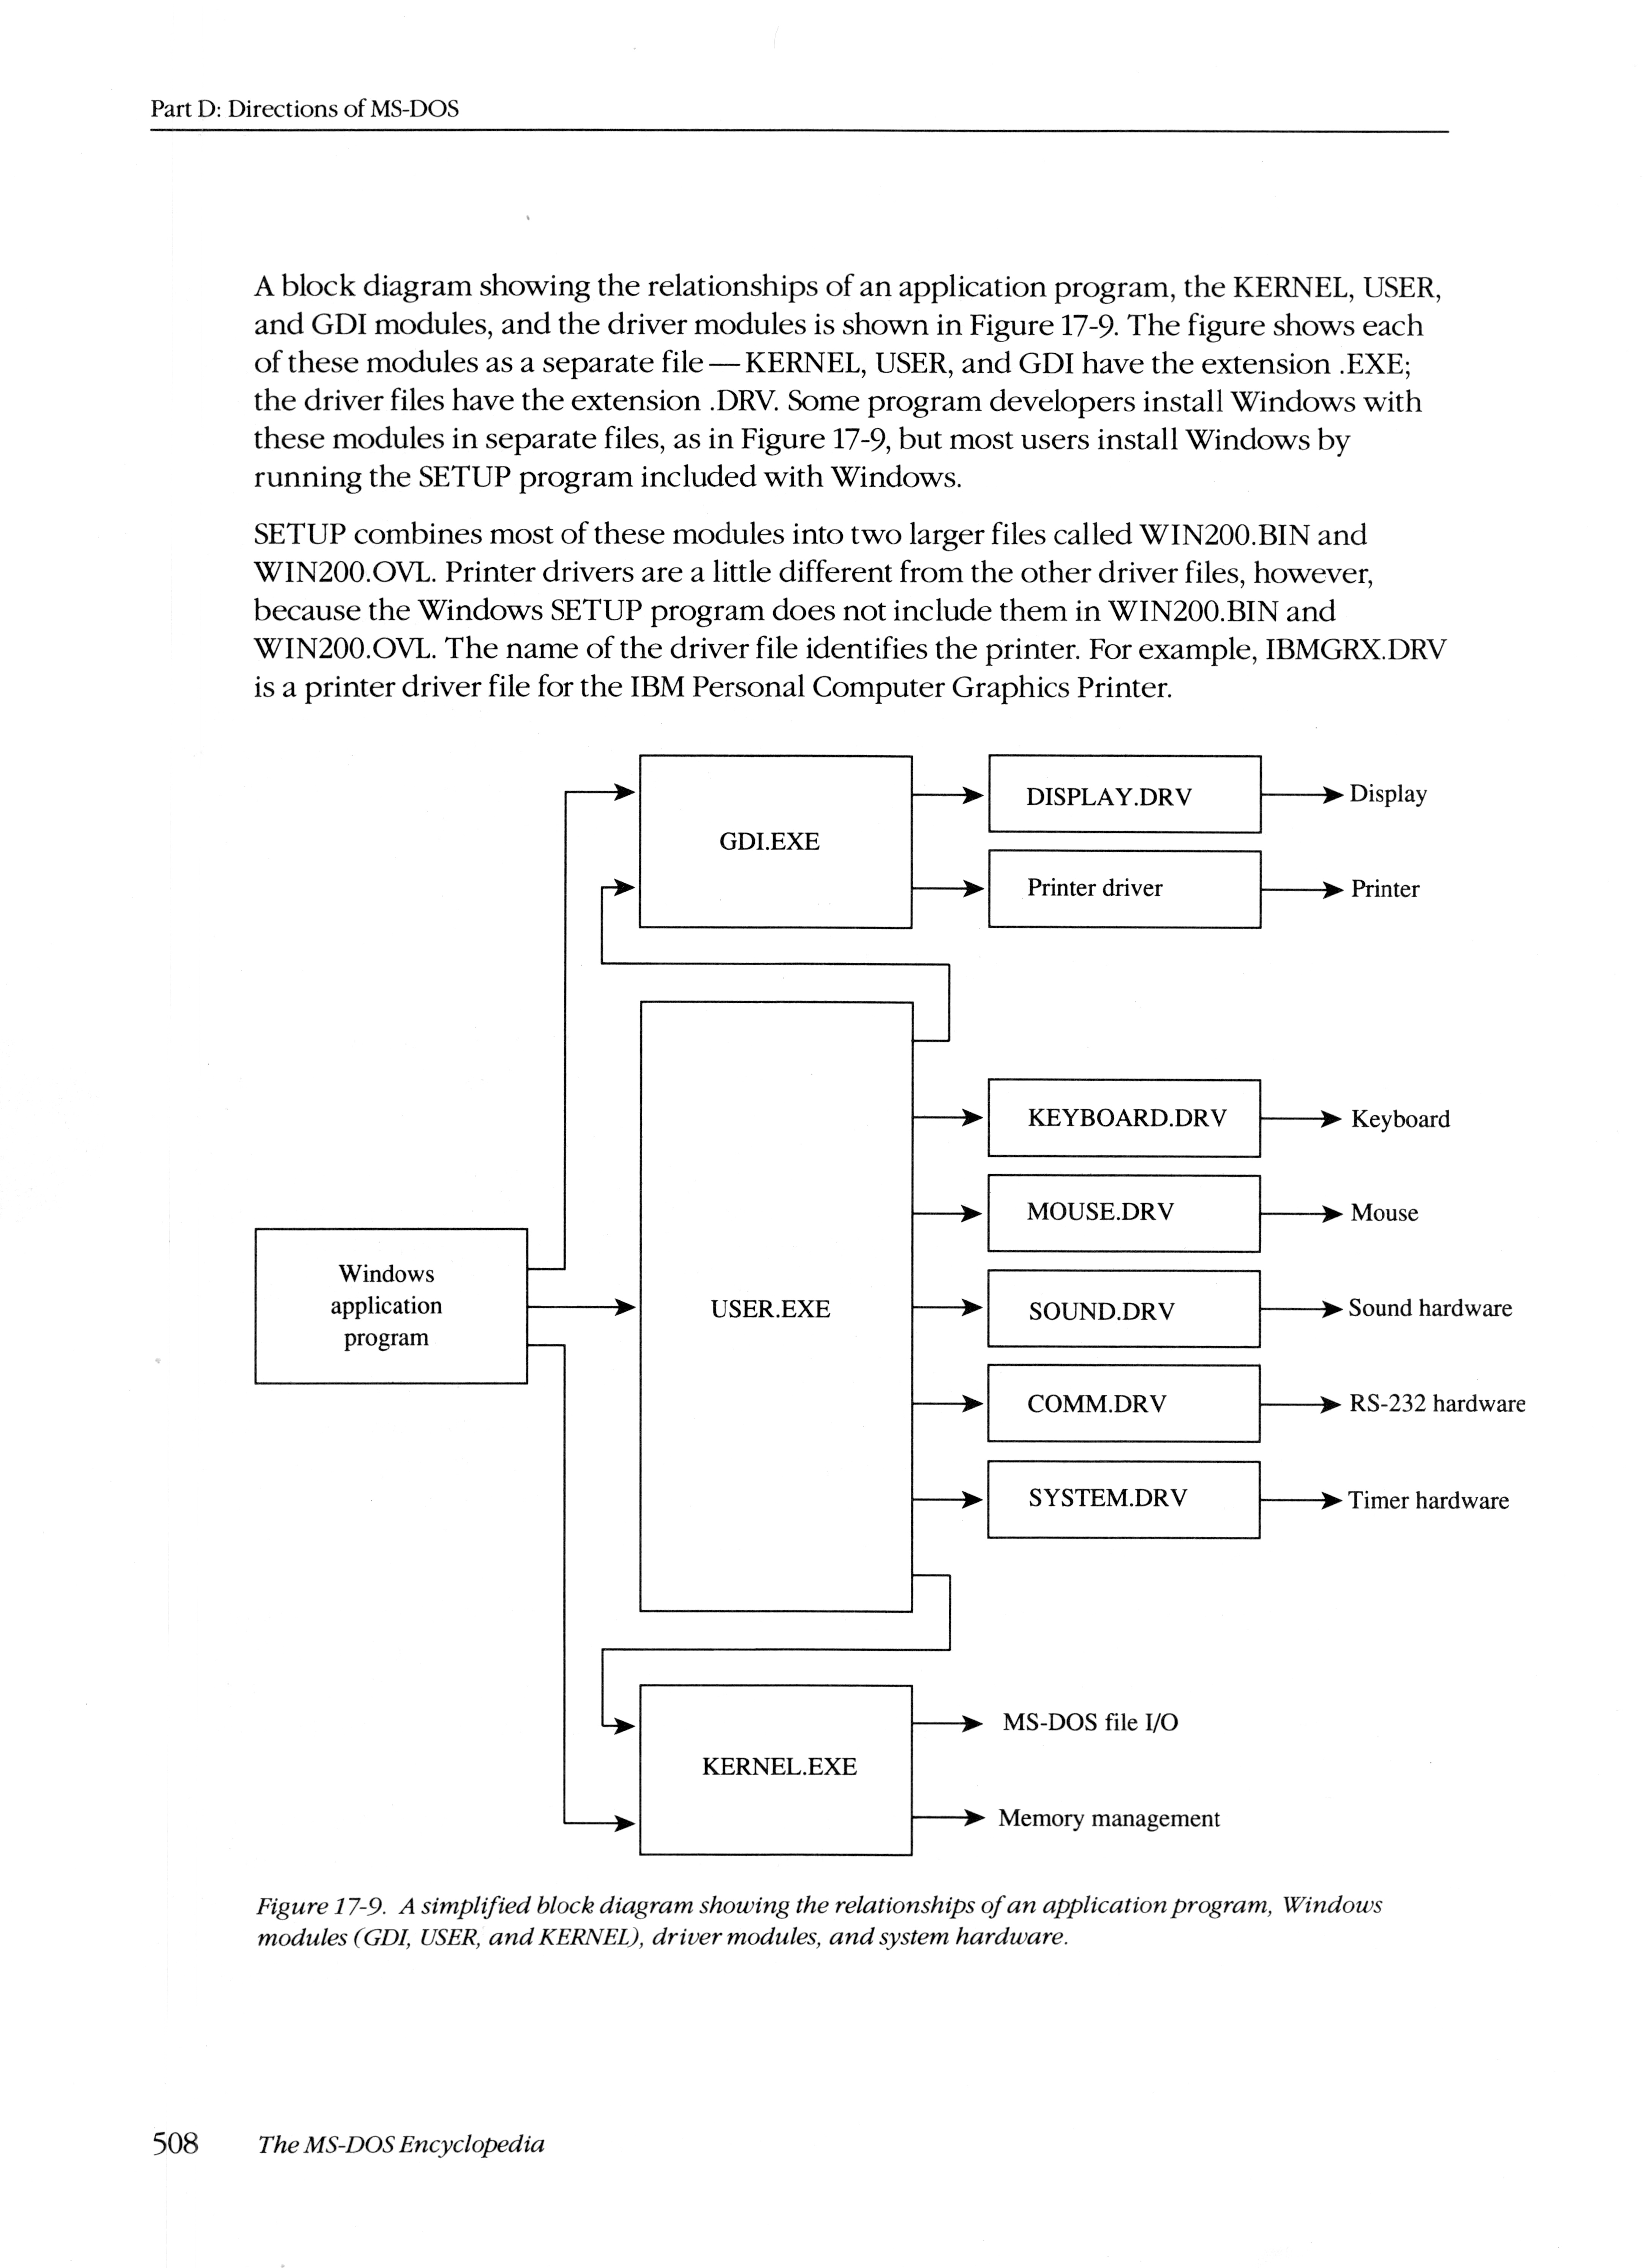 Part D: Directions of MS-DOS
A block diagram showing the relationships of an application program, the KERNEL, USER,
and GDI modules, and the driver modules is shown in Figure 17-9. The figure shows each
of these modules as a separate file — KERNEL, USER, and GDI have the extension .EXE;
the driver files have the extension .DRV. Some program developers install Windows with
these modules in separate files, as in Figure 17-9, but most users install Windows by
running the SETUP program included with Windows.
SETUP combines most of these modules into two larger files called WIN200.BIN and
WIN200.OVL. Printer drivers are a little different from the other driver files, however,
because the Windows SETUP program does not include them in WIN200.BIN and
WIN200.OVL. The name of the driver file identifies the printer. For example, IBMGRX.DRV
is a printer driver file for the IBM Personal Computer Graphics Printer.
GDI.EXE
DISPLAY.DRV
Display
Printer driver
Printer
Windows
application
program
USER.EXE
KEYBOARD.DRV
Keyboard
MOUSE.DRV
Mouse
SOUND.DRV
Sound hardware
COMM.DRV
RS-232 hardware
SYSTEM.DRV
Timer hardware
KERNEL.EXE
MS-DOS file I/O
Memory management
Figure 17-9. A simplified block diagram showing the relationships of an application program, Windows
modules (GDI, USER, and KERNEL), driver modules, and system hardware.
508 The MS-DOS Encyclopedia